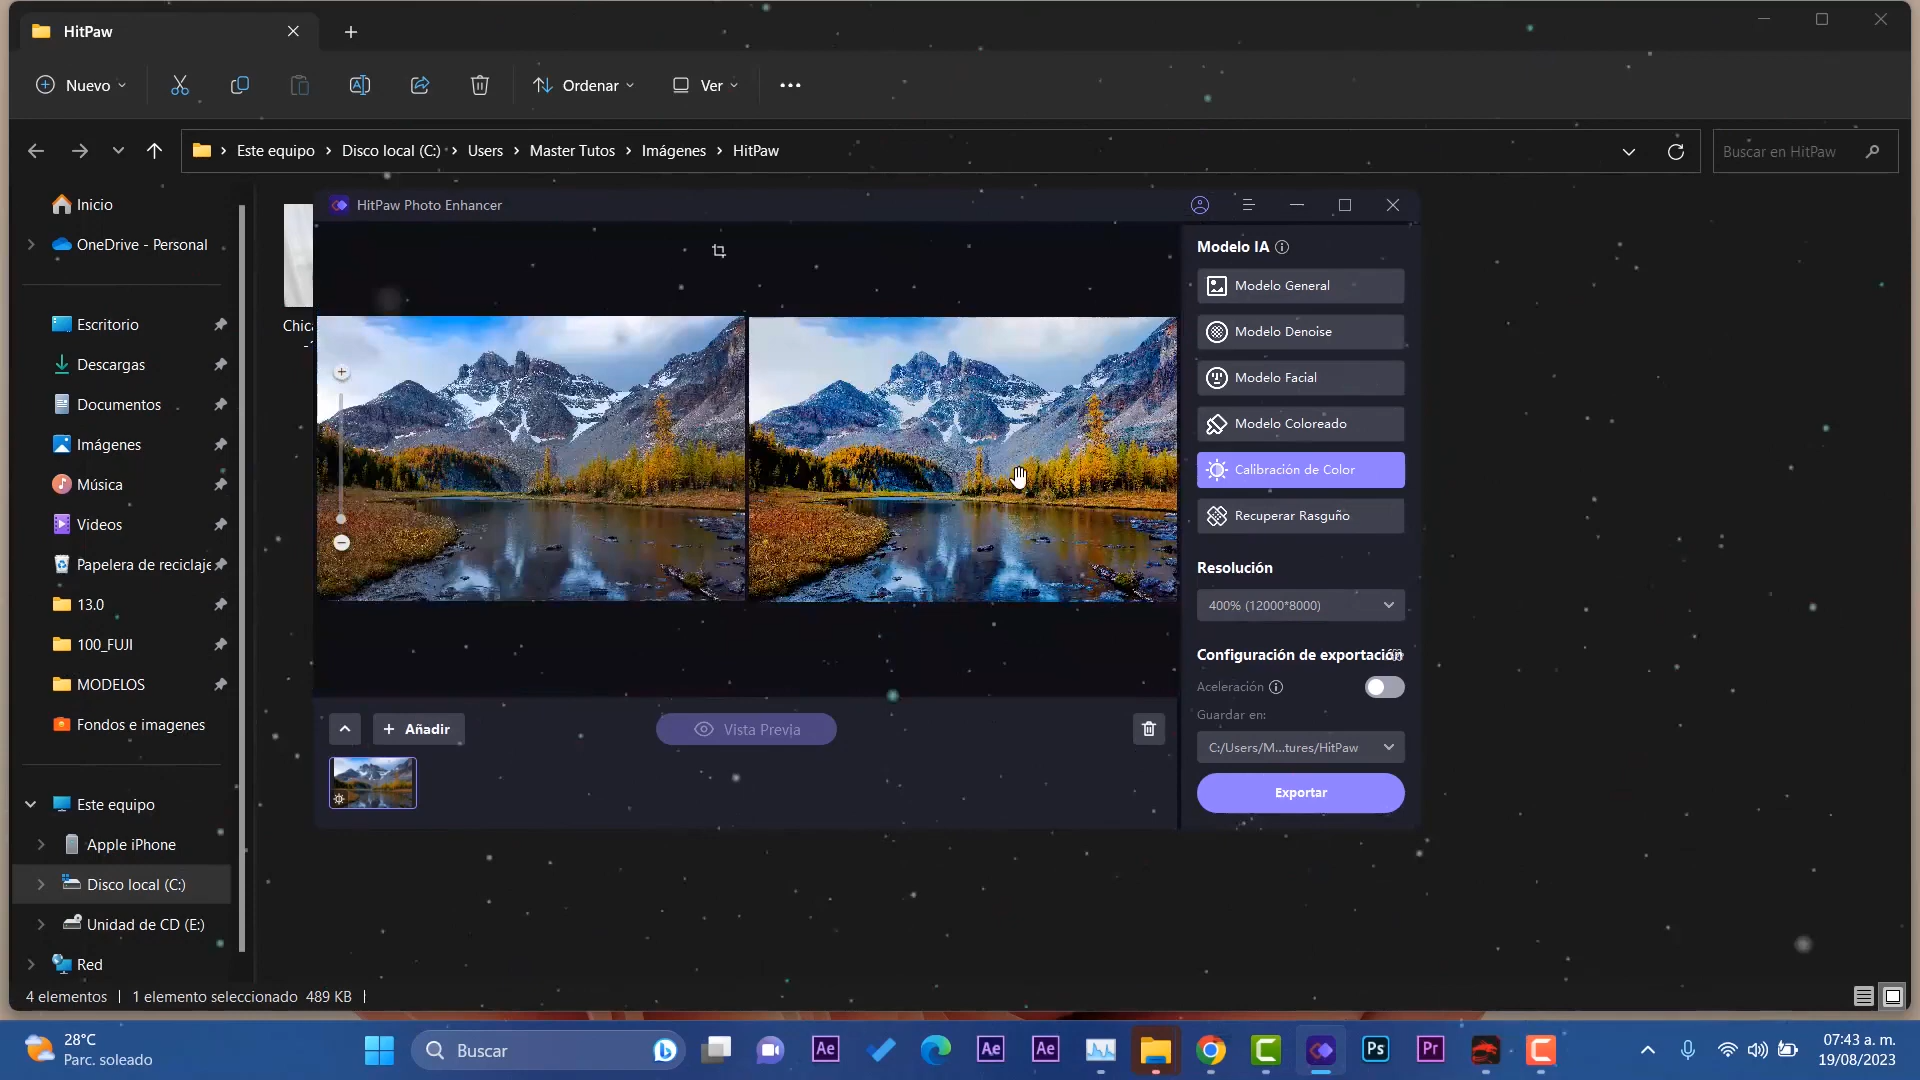 HitPaw
Nuevo
Ordenar
Ver
Este equipo
Disco local (C:)
Users
Master Tutos
Imágenes
HitPaw
Buscar en HitPaw
Inicio
OneDrive - Personal
Escritorio
Descargas
Documentos
Imágenes
Música
Videos
Papelera de reciclaje
13.0
100_FUJI
MODELOS
Fondos e imagenes
Este equipo
Apple iPhone
Disco local (C:)
Unidad de CD (E:)
Red
HitPaw Photo Enhancer
Modelo IA
Modelo General
Modelo Denoise
Modelo Facial
Modelo Coloreado
Calibración de Color
Recuperar Rasguño
Resolución
400% (12000*8000)
Configuración de exportación
Aceleración
Guardar en:
C:/Users/M...tures/HitPaw
Exportar
Añadir
Vista Previa
4 elementos
1 elemento seleccionado 489 KB
28°C
Parc. soleado
Buscar
Ae
Ae
Ae
Ps
Pr
07:43 a. m.
19/08/2023